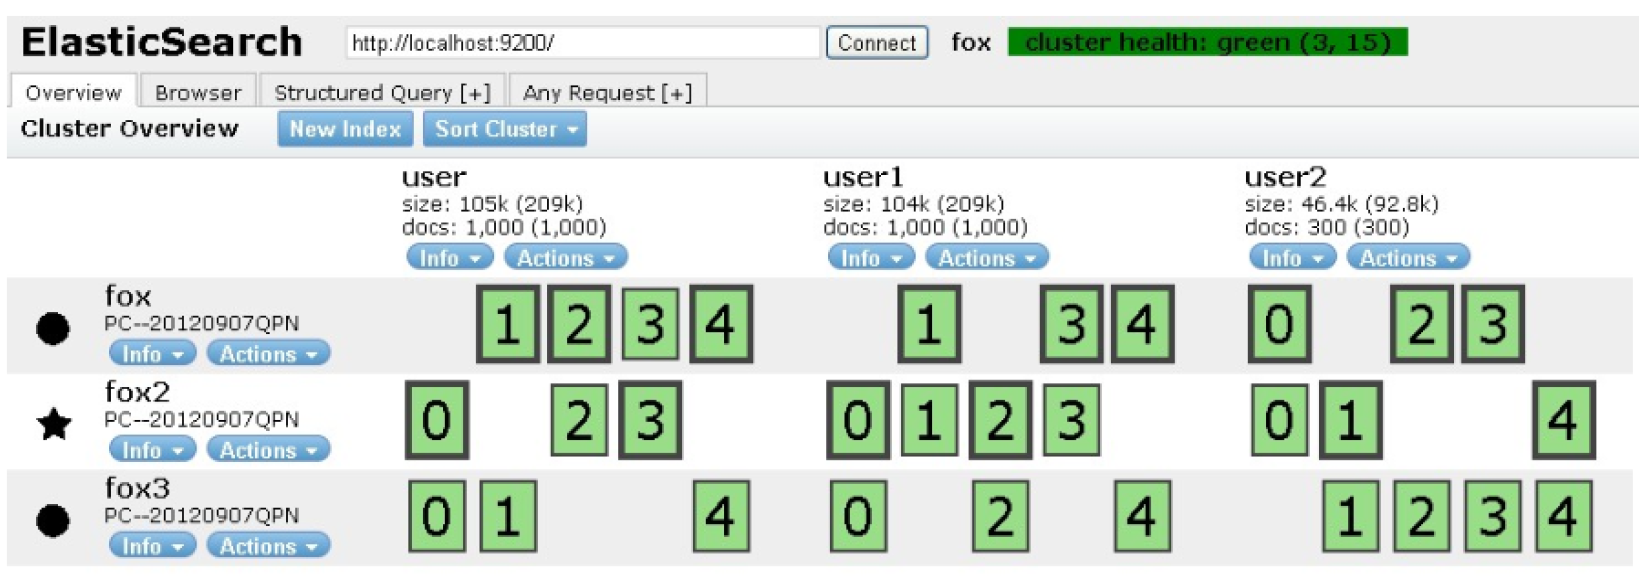 ElasticSearch http://localhost:9200/ Connect fox cluster health: green (3, 15)
Overview Browser Structured Query [+] Any Request [+]
Cluster Overview New Index Sort Cluster
user user1 user2
size: 105k (209k) size: 104k (209k) size: 46.4k (92.8k)
docs: 1,000 (1,000) docs: 1,000 (1,000) docs: 300 (300)
Info Actions Info Actions Info Actions
fox
PC--20120907QPN 1 2 3 4 1 3 4 0 2 3
Info Actions
fox2
PC--20120907QPN 0 2 3 0 1 2 3 0 1 4
Info Actions
fox3
PC--20120907QPN 0 1 4 0 2 4 1 2 3 4
Info Actions